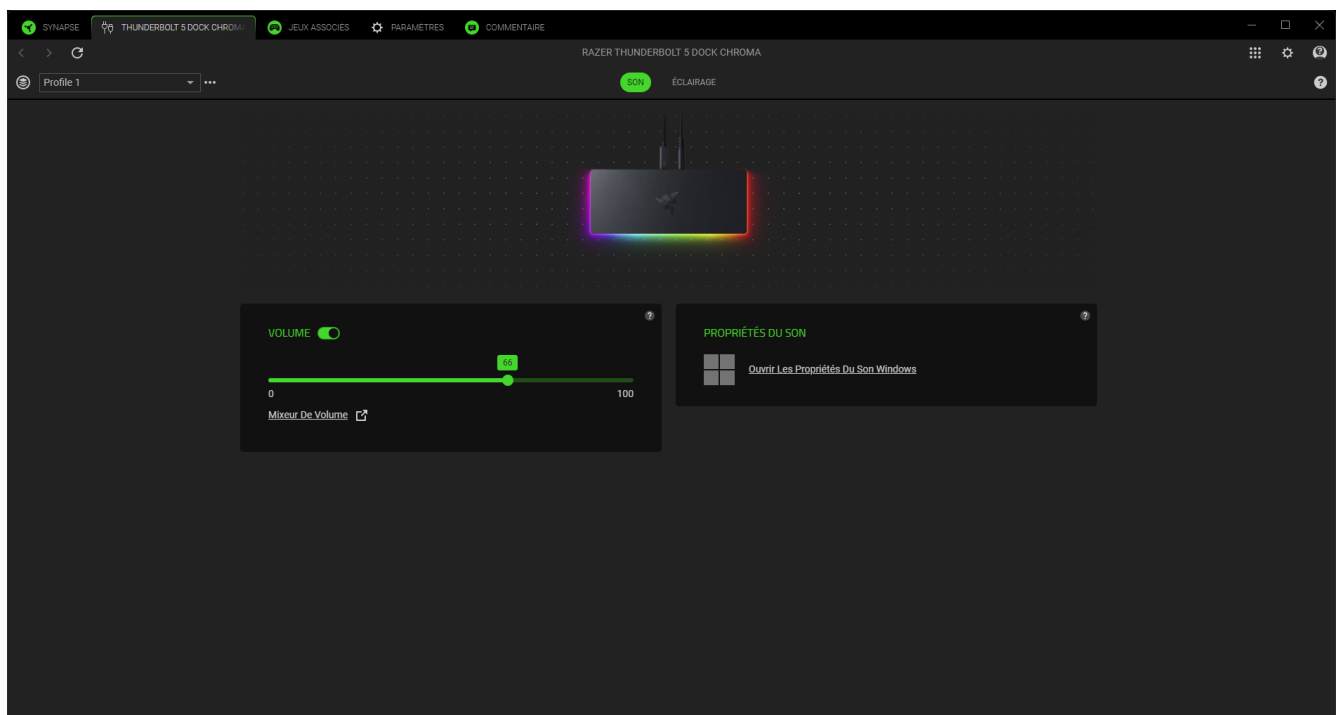 SYNAPSE THUNDERBOLT 5 DOCK CHROMA JEUX ASSOCIÉS PARAMÈTRES COMMENTAIRE
RAZER THUNDERBOLT 5 DOCK CHROMA
Profile 1 SON ÉCLAIRAGE
VOLUME
66
0 100
Mixeur De Volume
PROPRIÉTÉS DU SON
Ouvrir Les Propriétés Du Son Windows